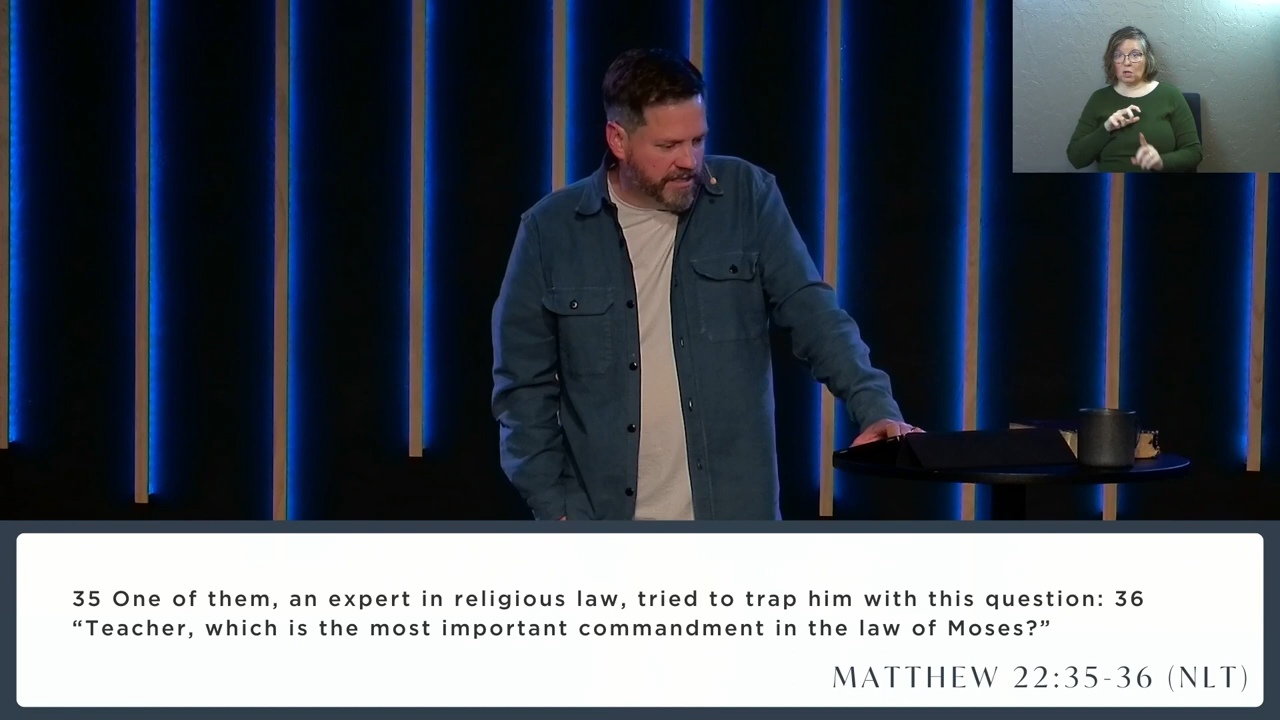 35 One of them, an expert in religious law, tried to trap him with this question: 36
“Teacher, which is the most important commandment in the law of Moses?”
MATTHEW 22:35-36 (NLT)